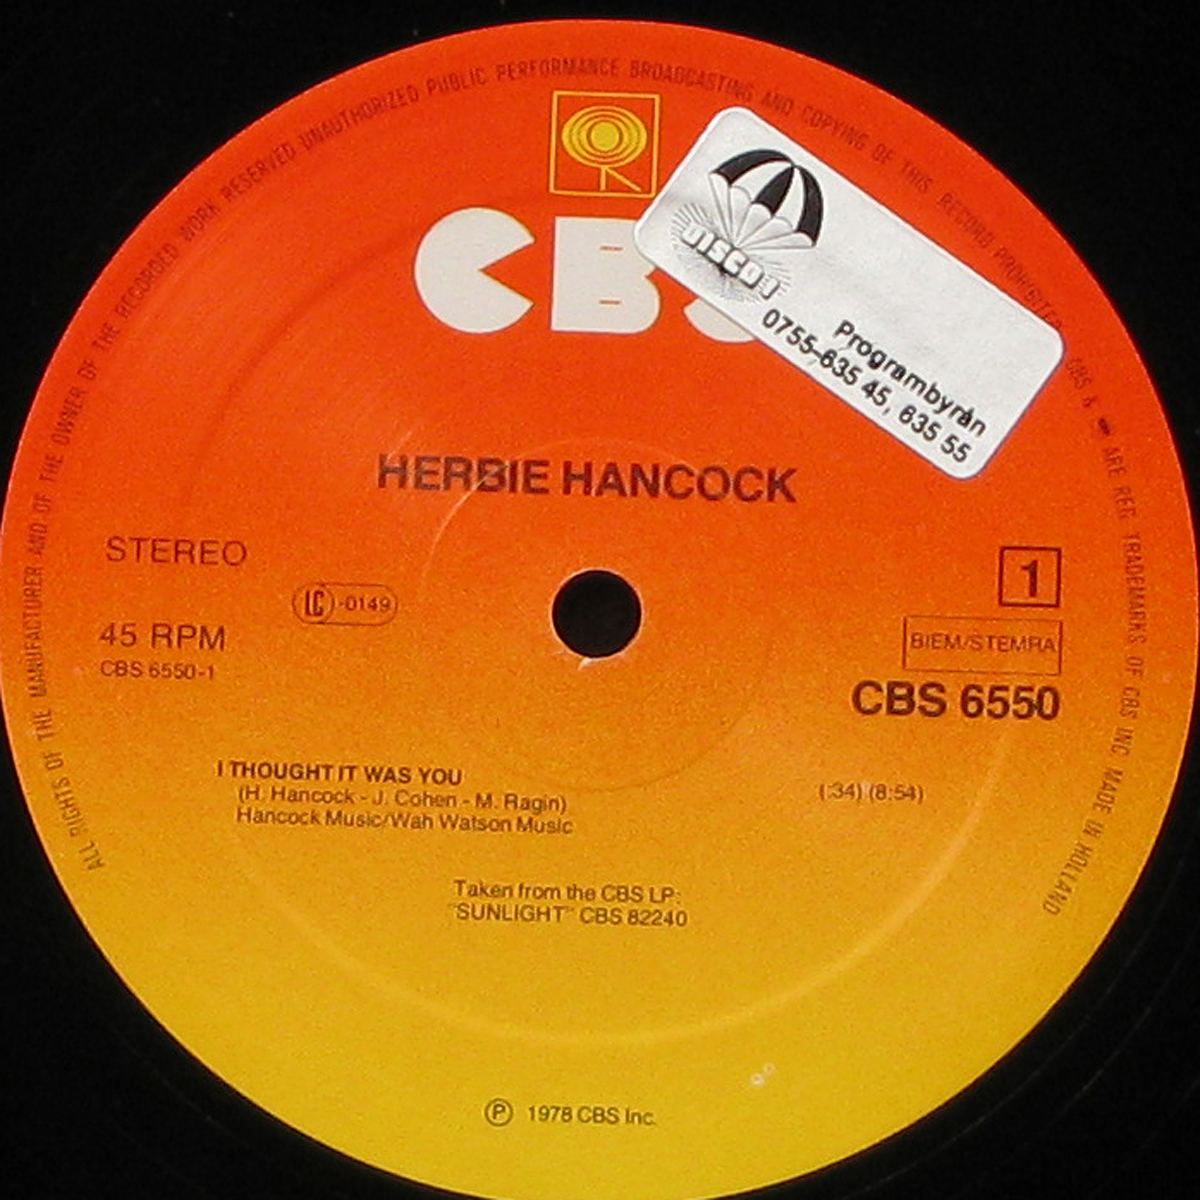 ALL RIGHTS OF THE MANUFACTURER AND OF THE OWNER OF THE RECORDED WORK RESERVED UNAUTHORIZED PUBLIC PERFORMANCE BROADCASTING AND COPYING OF THIS RECORD PROHIBITED CBS & ARE REG. TRADEMARKS OF CBS INC MADE IN HOLLAND
CBS
DISCO 1
Programbyrån
0755-635 45, 635 55
HERBIE HANCOCK
STEREO
1
LC -0149
45 RPM
BIEM/STEMRA
CBS 6550-1
CBS 6550
I THOUGHT IT WAS YOU
(H. Hancock - J. Cohen - M. Ragin)
(:34) (8:54)
Hancock Music/Wah Watson Music
Taken from the CBS LP:
"SUNLIGHT" CBS 82240
Ⓟ 1978 CBS Inc.